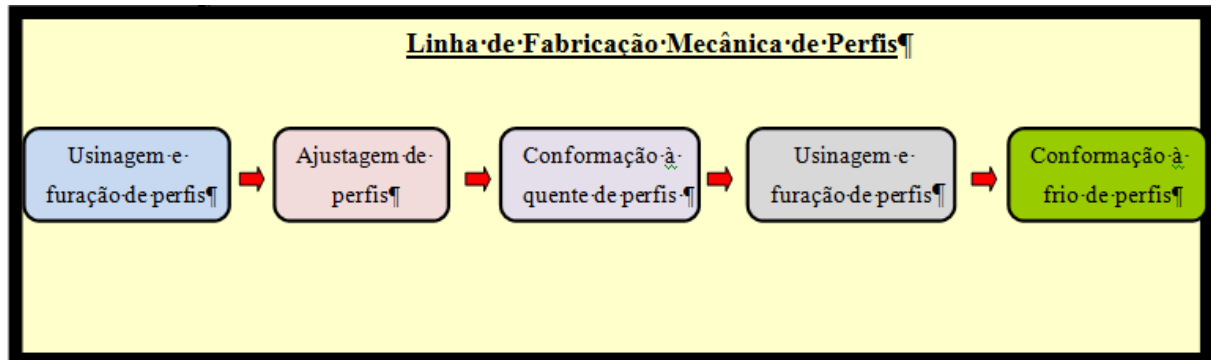 Linha·de·Fabricação·Mecânica·de·Perfis¶
Usinagem·e·
furação·de·perfis¶
Ajustagem·de·
perfis¶
Conformação·à·
quente·de·perfis·¶
Usinagem·e·
furação·de·perfis¶
Conformação·à·
frio·de·perfis¶